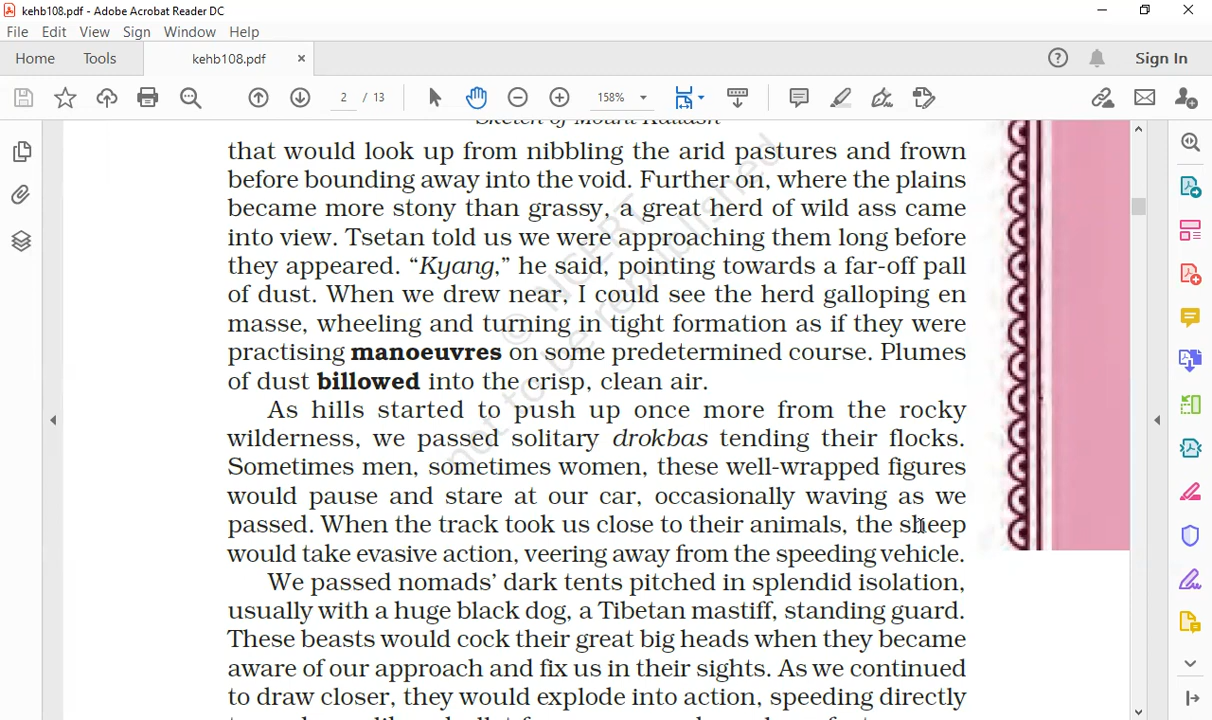 kehb108.pdf - Adobe Acrobat Reader DC
File Edit View Sign Window Help
Home Tools kehb108.pdf × Sign In
2 / 13 158%
Sketch of Mount Kailash
that would look up from nibbling the arid pastures and frown
before bounding away into the void. Further on, where the plains
became more stony than grassy, a great herd of wild ass came
into view. Tsetan told us we were approaching them long before
they appeared. “Kyang,” he said, pointing towards a far-off pall
of dust. When we drew near, I could see the herd galloping en
masse, wheeling and turning in tight formation as if they were
practising manoeuvres on some predetermined course. Plumes
of dust billowed into the crisp, clean air.
As hills started to push up once more from the rocky
wilderness, we passed solitary drokbas tending their flocks.
Sometimes men, sometimes women, these well-wrapped figures
would pause and stare at our car, occasionally waving as we
passed. When the track took us close to their animals, the sheep
would take evasive action, veering away from the speeding vehicle.
We passed nomads’ dark tents pitched in splendid isolation,
usually with a huge black dog, a Tibetan mastiff, standing guard.
These beasts would cock their great big heads when they became
aware of our approach and fix us in their sights. As we continued
to draw closer, they would explode into action, speeding directly
© NCERT
not to be republished